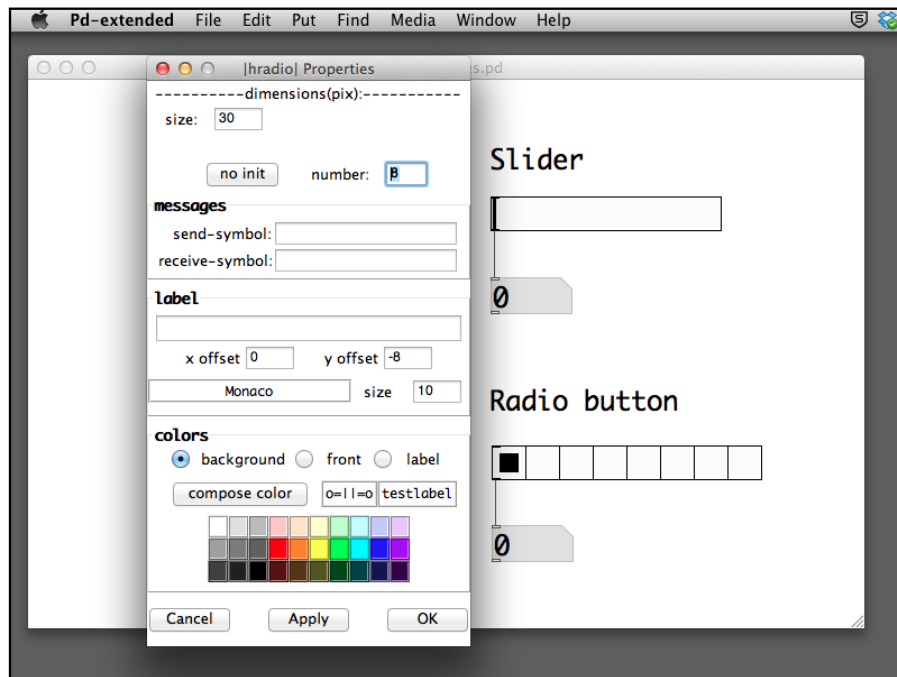 Pd-extended File Edit Put Find Media Window Help
|hradio| Properties
es.pd
----------dimensions(pix):-----------
size: 30
no init number: 8
messages
send-symbol:
receive-symbol:
label
x offset 0 y offset -8
Monaco size 10
colors
background front label
compose color o=||=o testlabel
Cancel Apply OK
Slider
0
Radio button
0